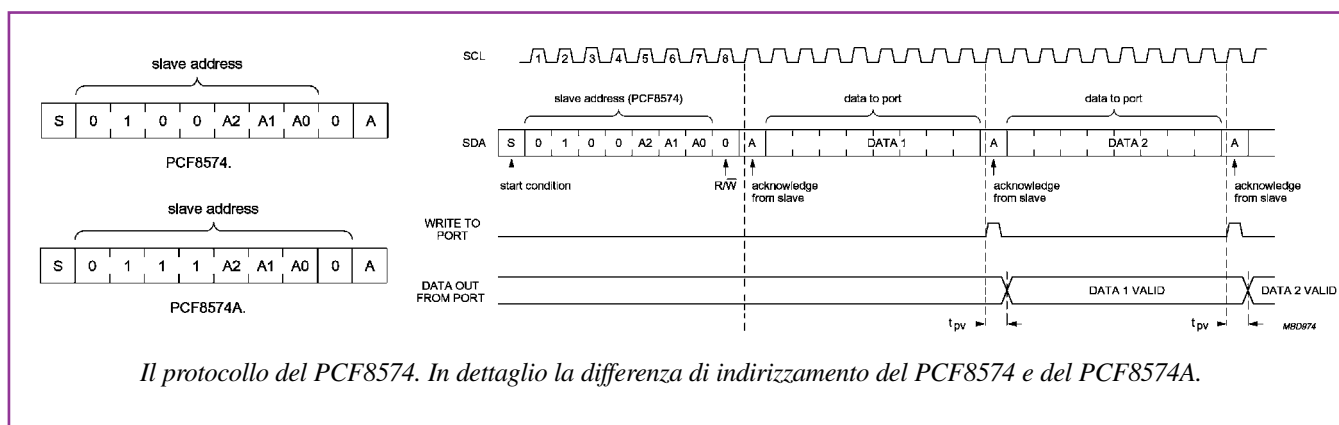 slave address
S 0 1 0 0 A2 A1 A0 0 A
PCF8574.
slave address
S 0 1 1 1 A2 A1 A0 0 A
PCF8574A.
SCL 1 2 3 4 5 6 7 8
slave address (PCF8574) data to port data to port
SDA S 0 1 0 0 A2 A1 A0 0 A DATA 1 A DATA 2 A
start condition R/W̅ acknowledge from slave acknowledge from slave acknowledge from slave
WRITE TO PORT
DATA OUT FROM PORT DATA 1 VALID DATA 2 VALID
tpv tpv MBD974
Il protocollo del PCF8574. In dettaglio la differenza di indirizzamento del PCF8574 e del PCF8574A.